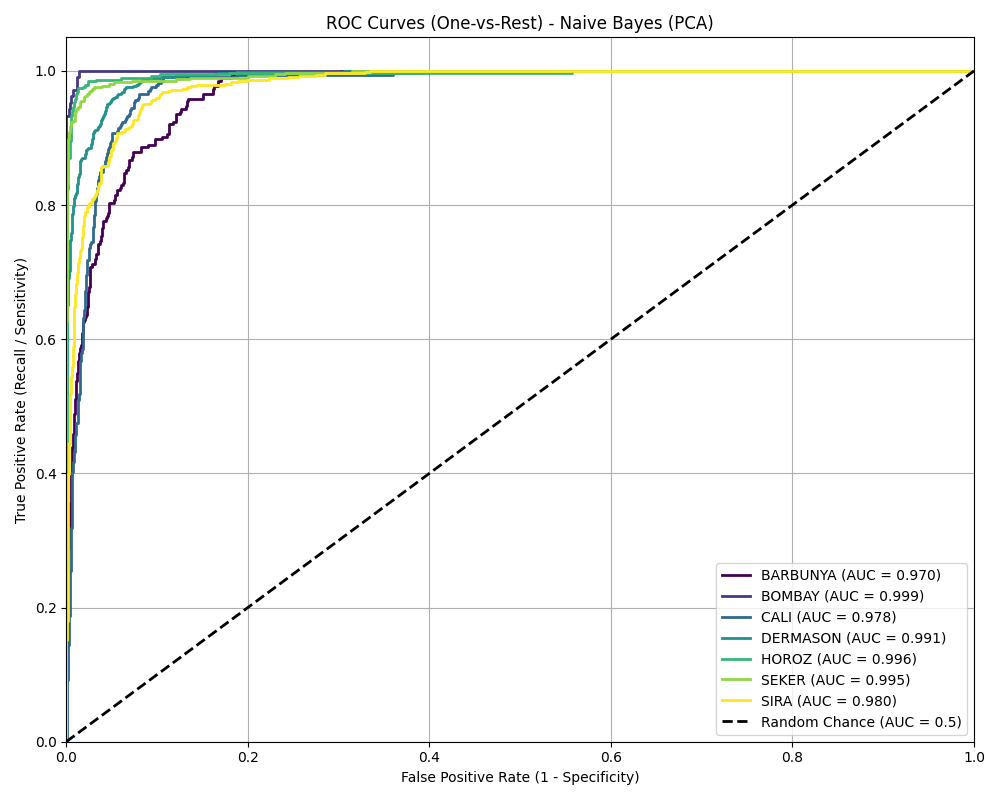 ROC Curves (One-vs-Rest) - Naive Bayes (PCA)
True Positive Rate (Recall / Sensitivity)
1.0
0.8
0.6
0.4
0.2
0.0
0.0 0.2 0.4 0.6 0.8 1.0
False Positive Rate (1 - Specificity)
BARBUNYA (AUC = 0.970)
BOMBAY (AUC = 0.999)
CALI (AUC = 0.978)
DERMASON (AUC = 0.991)
HOROZ (AUC = 0.996)
SEKER (AUC = 0.995)
SIRA (AUC = 0.980)
Random Chance (AUC = 0.5)